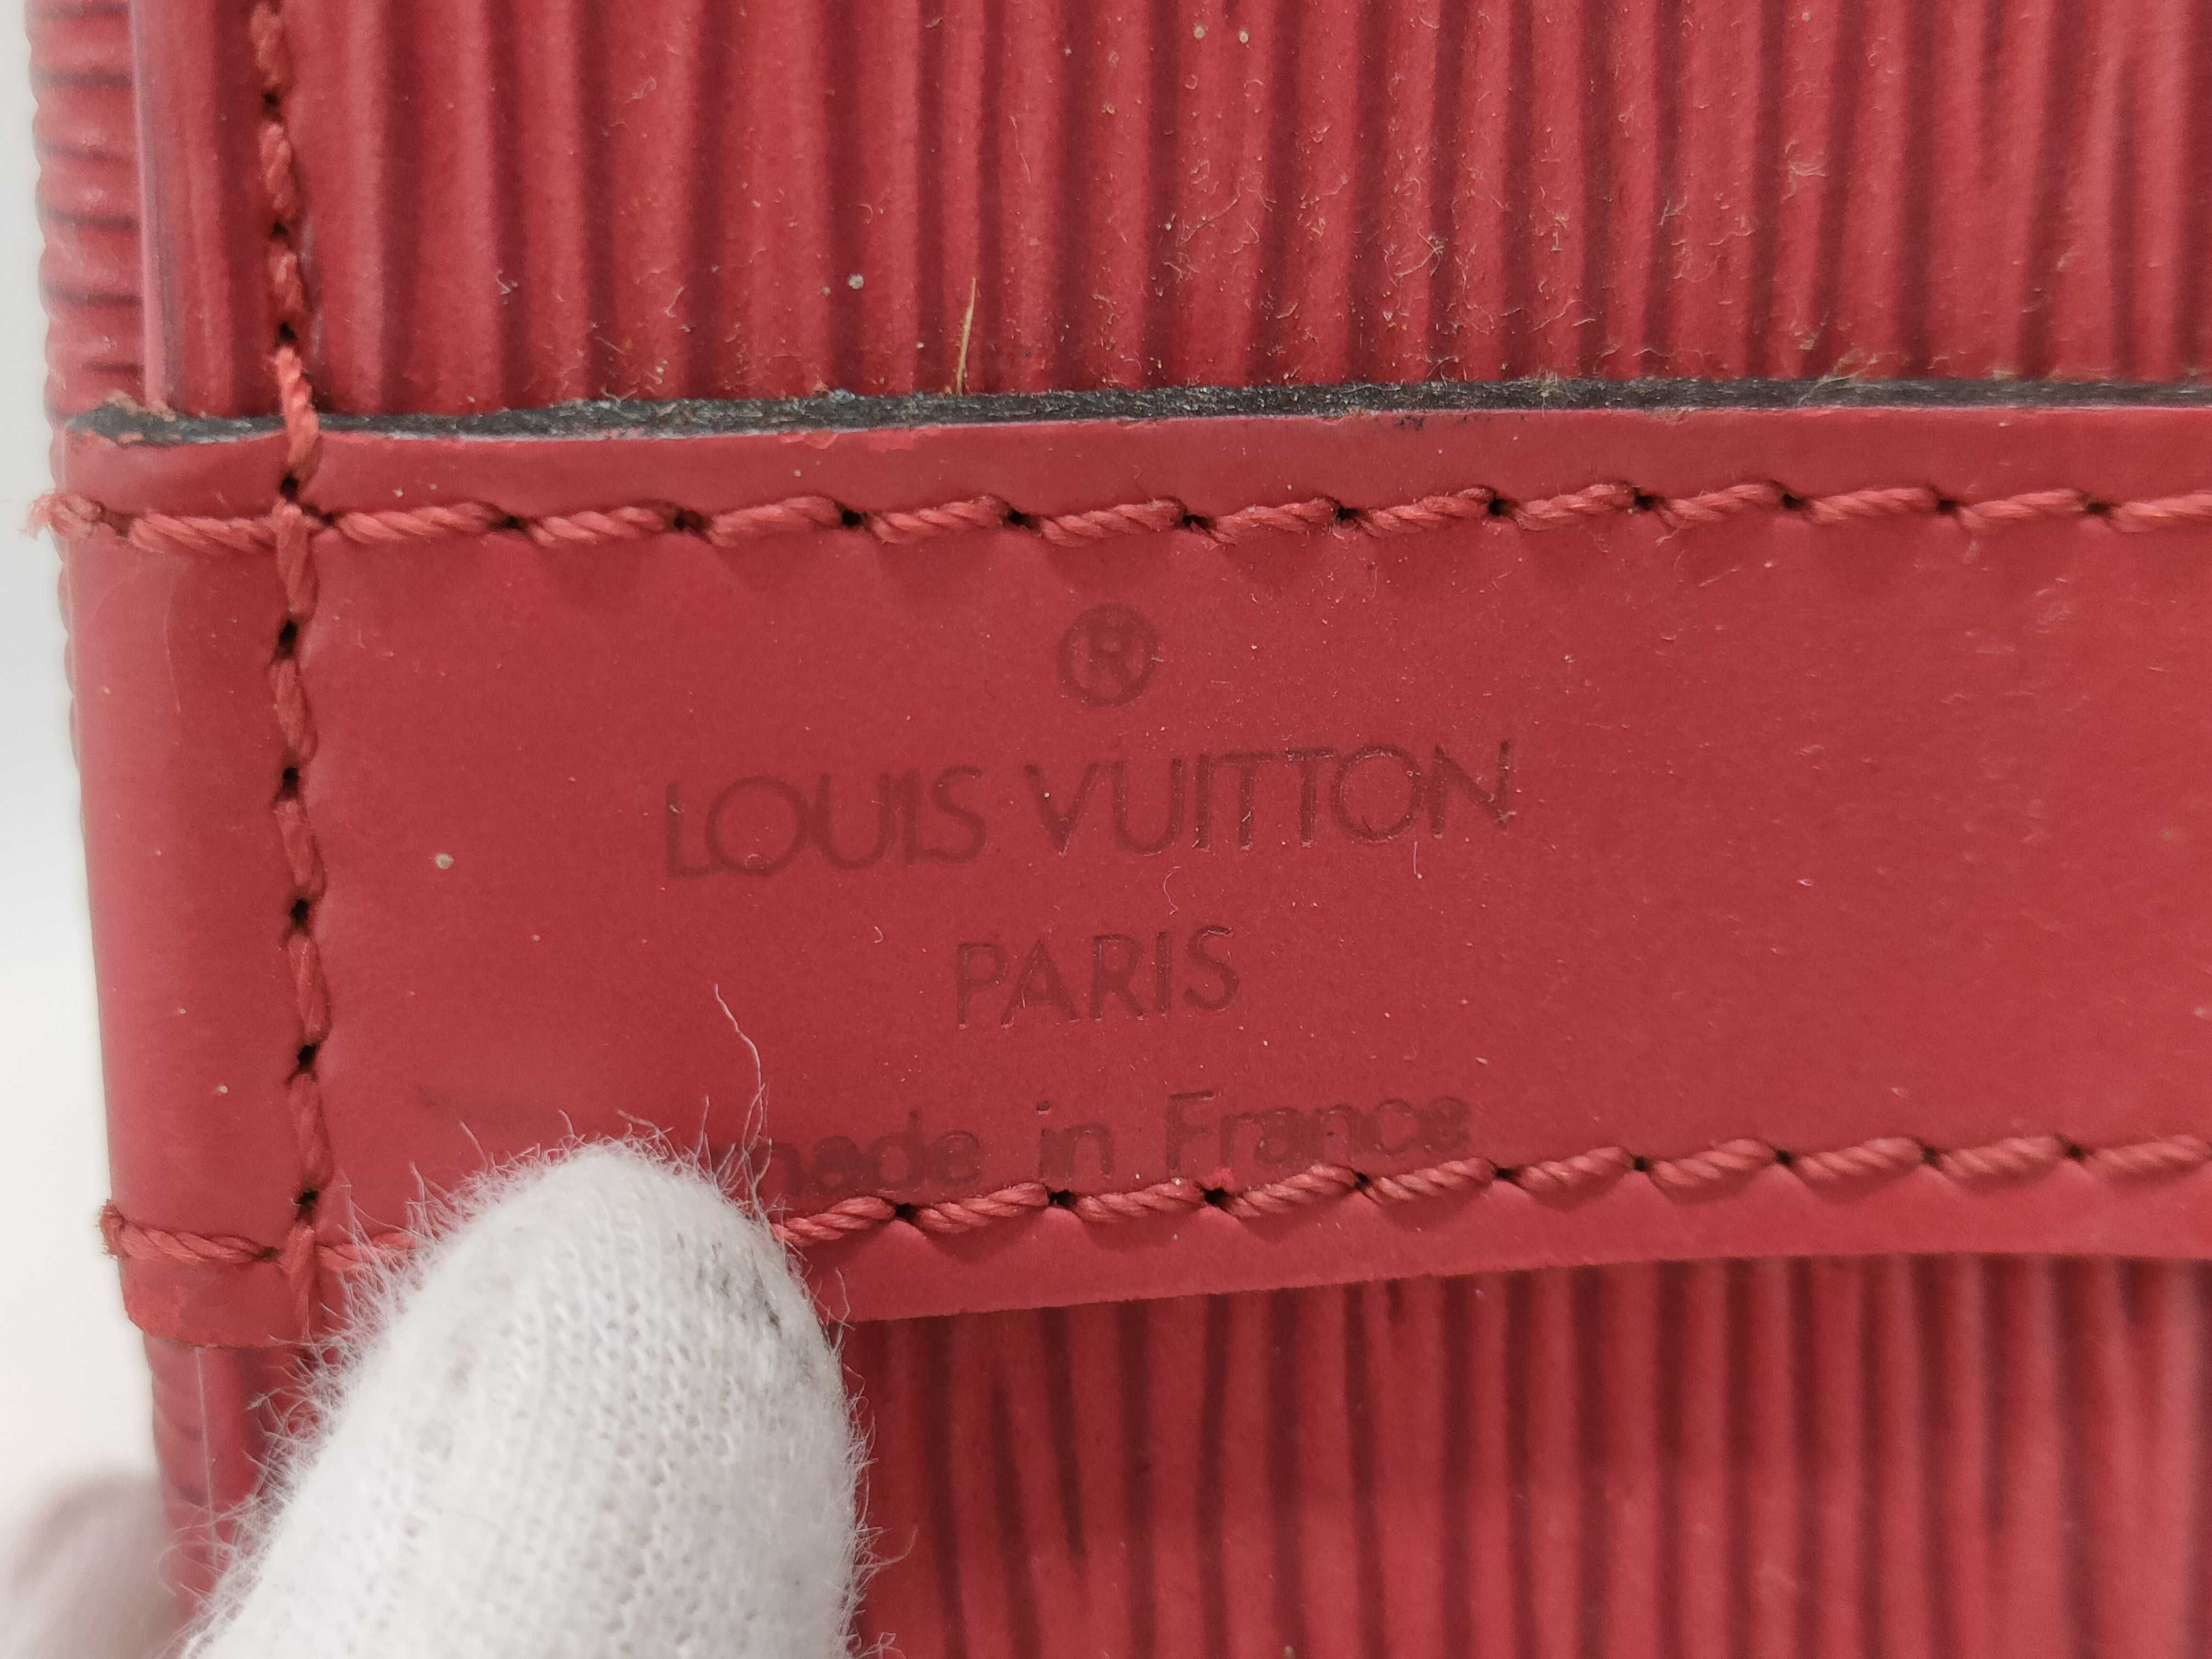 ®
LOUIS VUITTON
PARIS
made in France